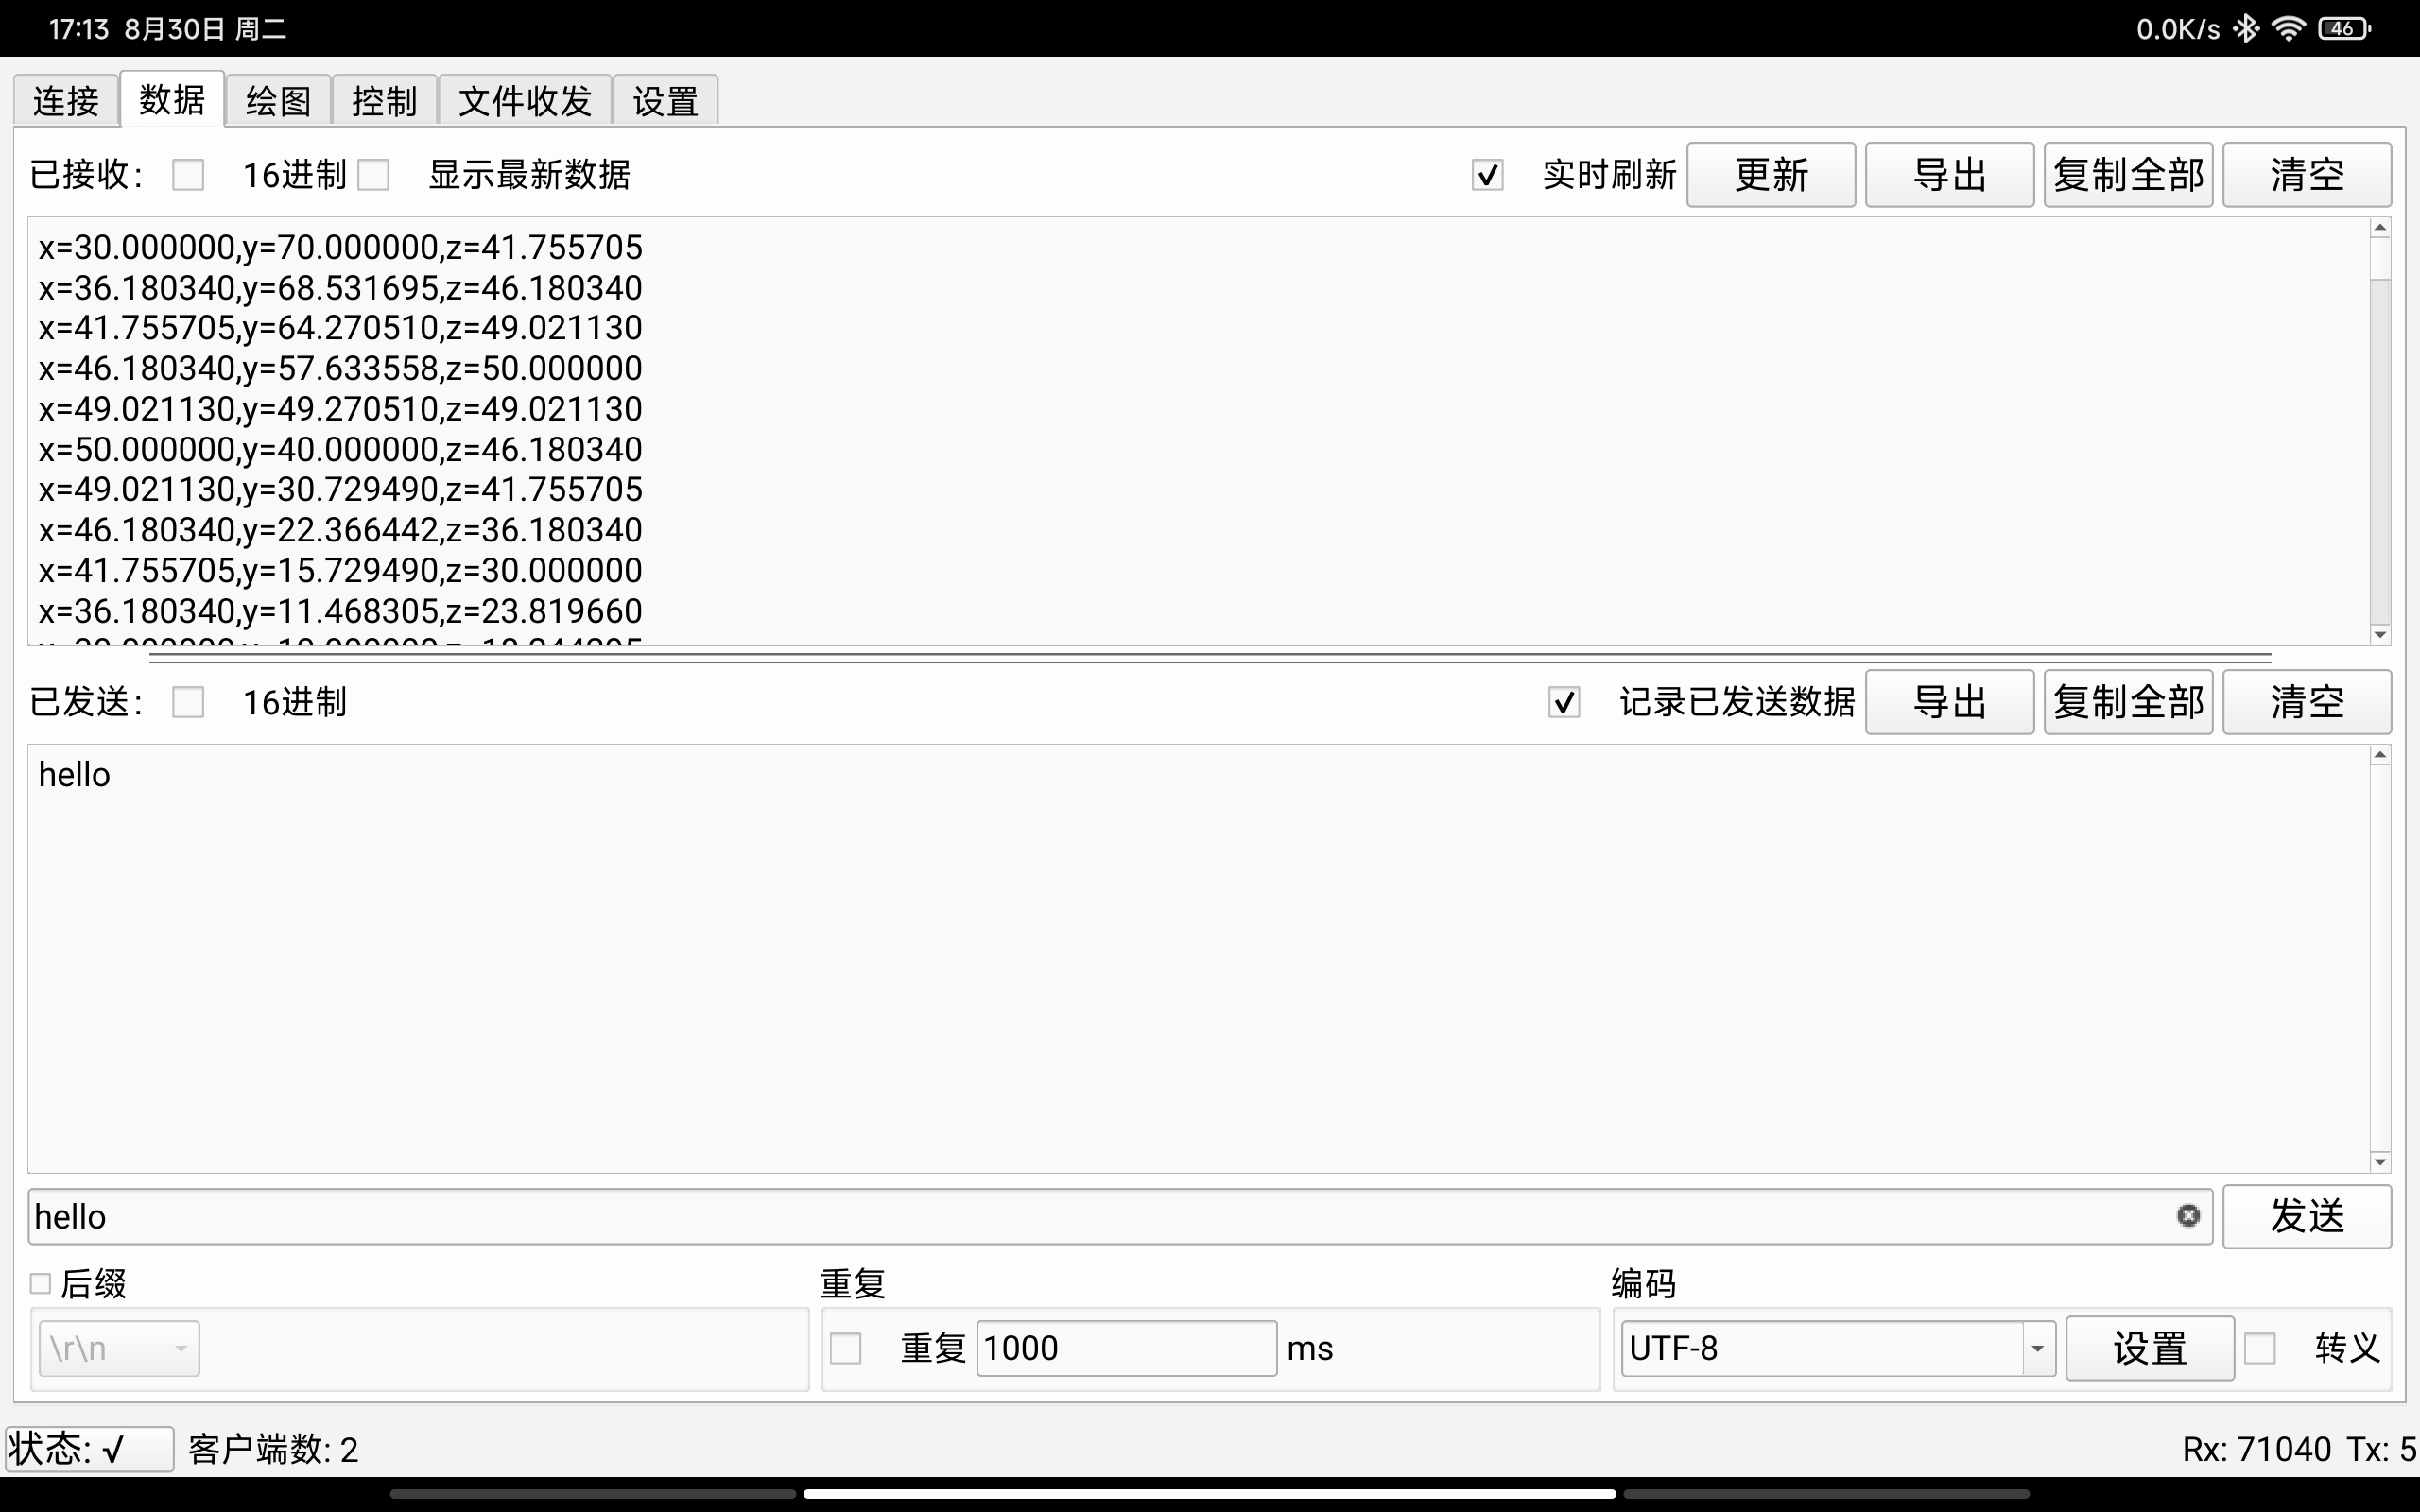 17:13 8月30日 周二 0.0K/s 46
连接 数据 绘图 控制 文件收发 设置
已接收: 16进制 显示最新数据 实时刷新 更新 导出 复制全部 清空
x=30.000000,y=70.000000,z=41.755705
x=36.180340,y=68.531695,z=46.180340
x=41.755705,y=64.270510,z=49.021130
x=46.180340,y=57.633558,z=50.000000
x=49.021130,y=49.270510,z=49.021130
x=50.000000,y=40.000000,z=46.180340
x=49.021130,y=30.729490,z=41.755705
x=46.180340,y=22.366442,z=36.180340
x=41.755705,y=15.729490,z=30.000000
x=36.180340,y=11.468305,z=23.819660
已发送: 16进制 记录已发送数据 导出 复制全部 清空
hello
hello 发送
后缀 重复 编码
\r\n 重复 1000 ms UTF-8 设置 转义
状态: √ 客户端数: 2 Rx: 71040 Tx: 5